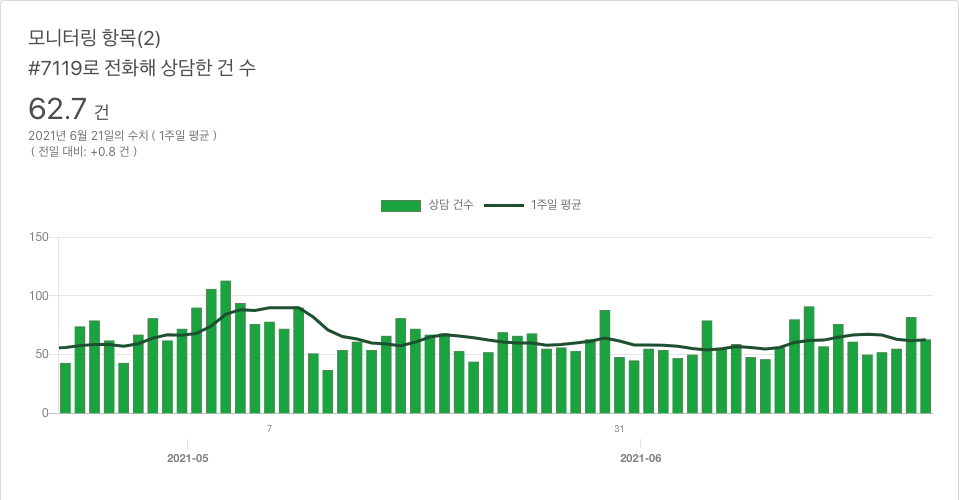 모니터링 항목(2)
#7119로 전화해 상담한 건 수
62.7 건
2021년 6월 21일의 수치 ( 1주일 평균 )
( 전일 대비: +0.8 건 )
상담 건수 1주일 평균
150
100
50
0
7 31
2021-05 2021-06